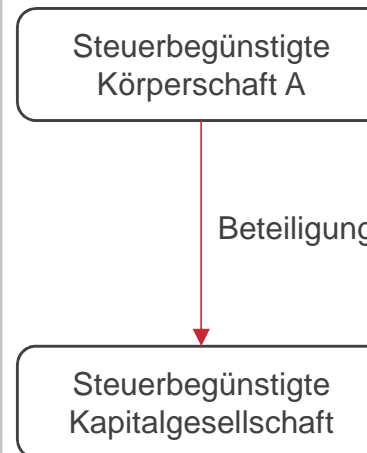 Steuerbegünstigte
Körperschaft A
Beteiligung
Steuerbegünstigte
Kapitalgesellschaft